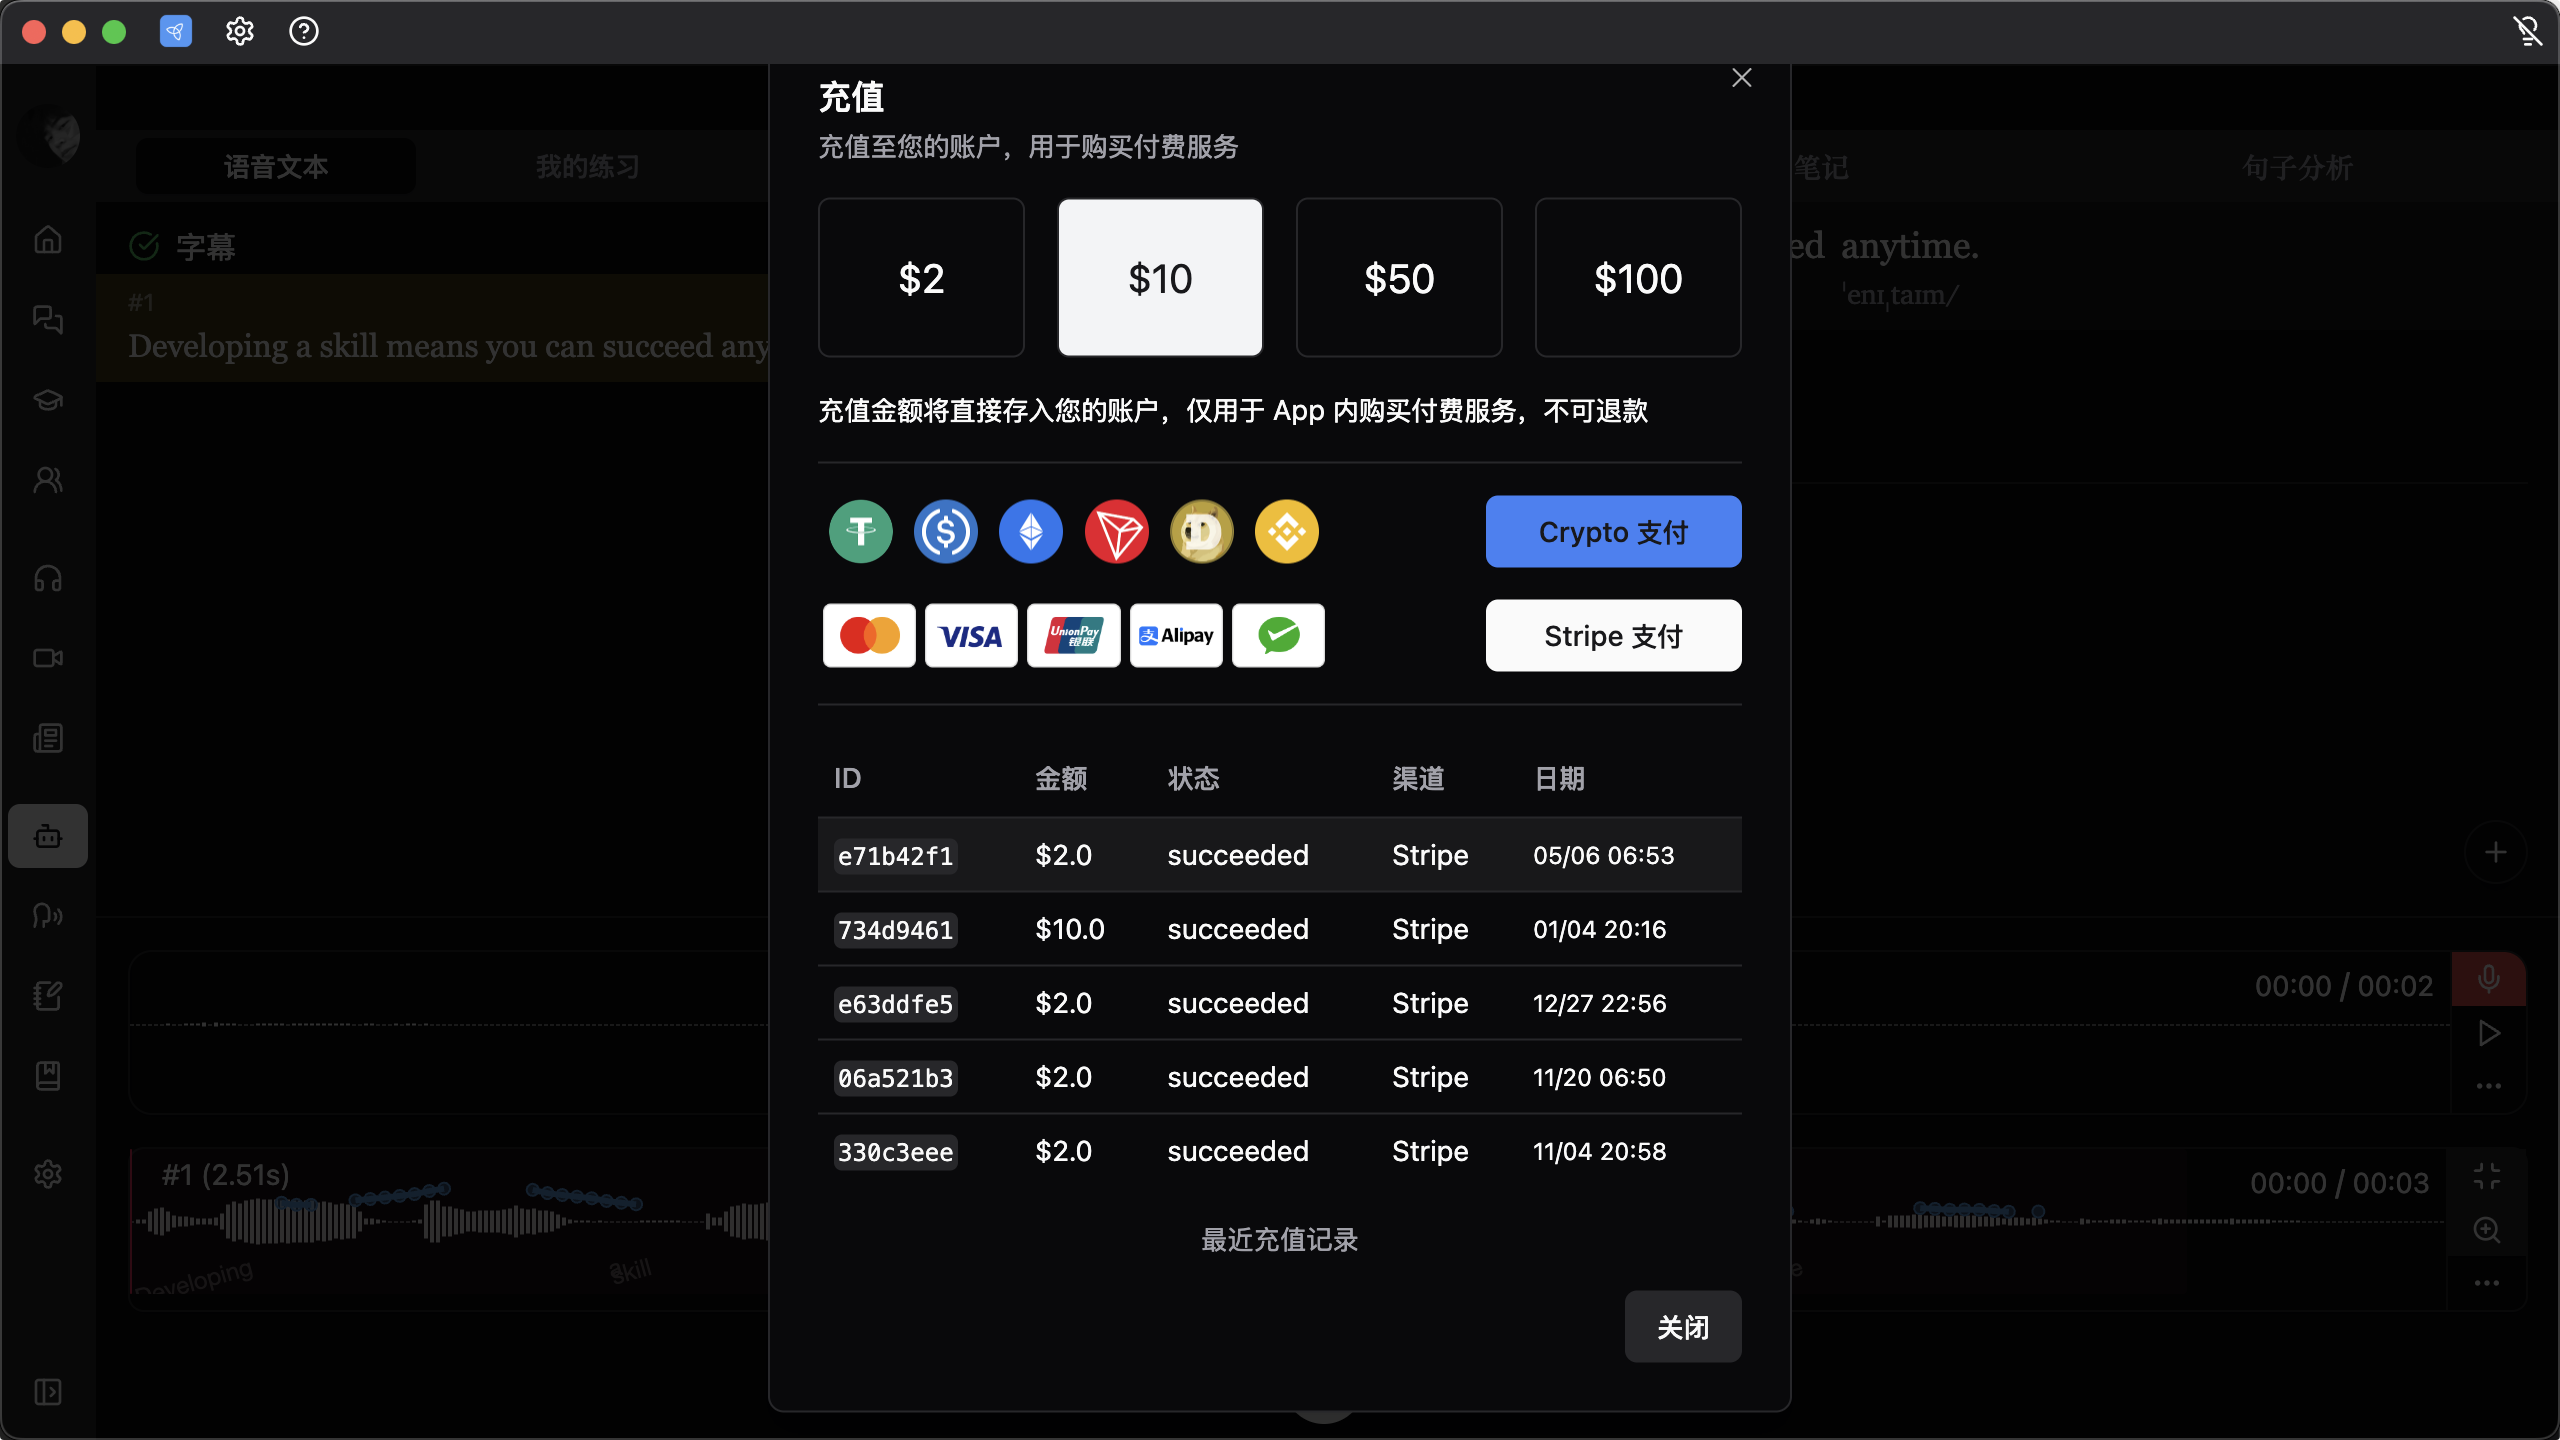 充值
充值至您的账户，用于购买付费服务
语音文本
我的练习
笔记
句子分析
字幕
#1
Developing a skill means you can succeed any
ed anytime.
ˈenɪˌtaɪm/
$2
$10
$50
$100
充值金额将直接存入您的账户，仅用于 App 内购买付费服务，不可退款
Crypto 支付
VISA
UnionPay
银联
支 Alipay
Stripe 支付
ID 金额 状态 渠道 日期
e71b42f1 $2.0 succeeded Stripe 05/06 06:53
734d9461 $10.0 succeeded Stripe 01/04 20:16
e63ddfe5 $2.0 succeeded Stripe 12/27 22:56
06a521b3 $2.0 succeeded Stripe 11/20 06:50
330c3eee $2.0 succeeded Stripe 11/04 20:58
最近充值记录
关闭
00:00 / 00:02
#1 (2.51s)
00:00 / 00:03
Developing
skill